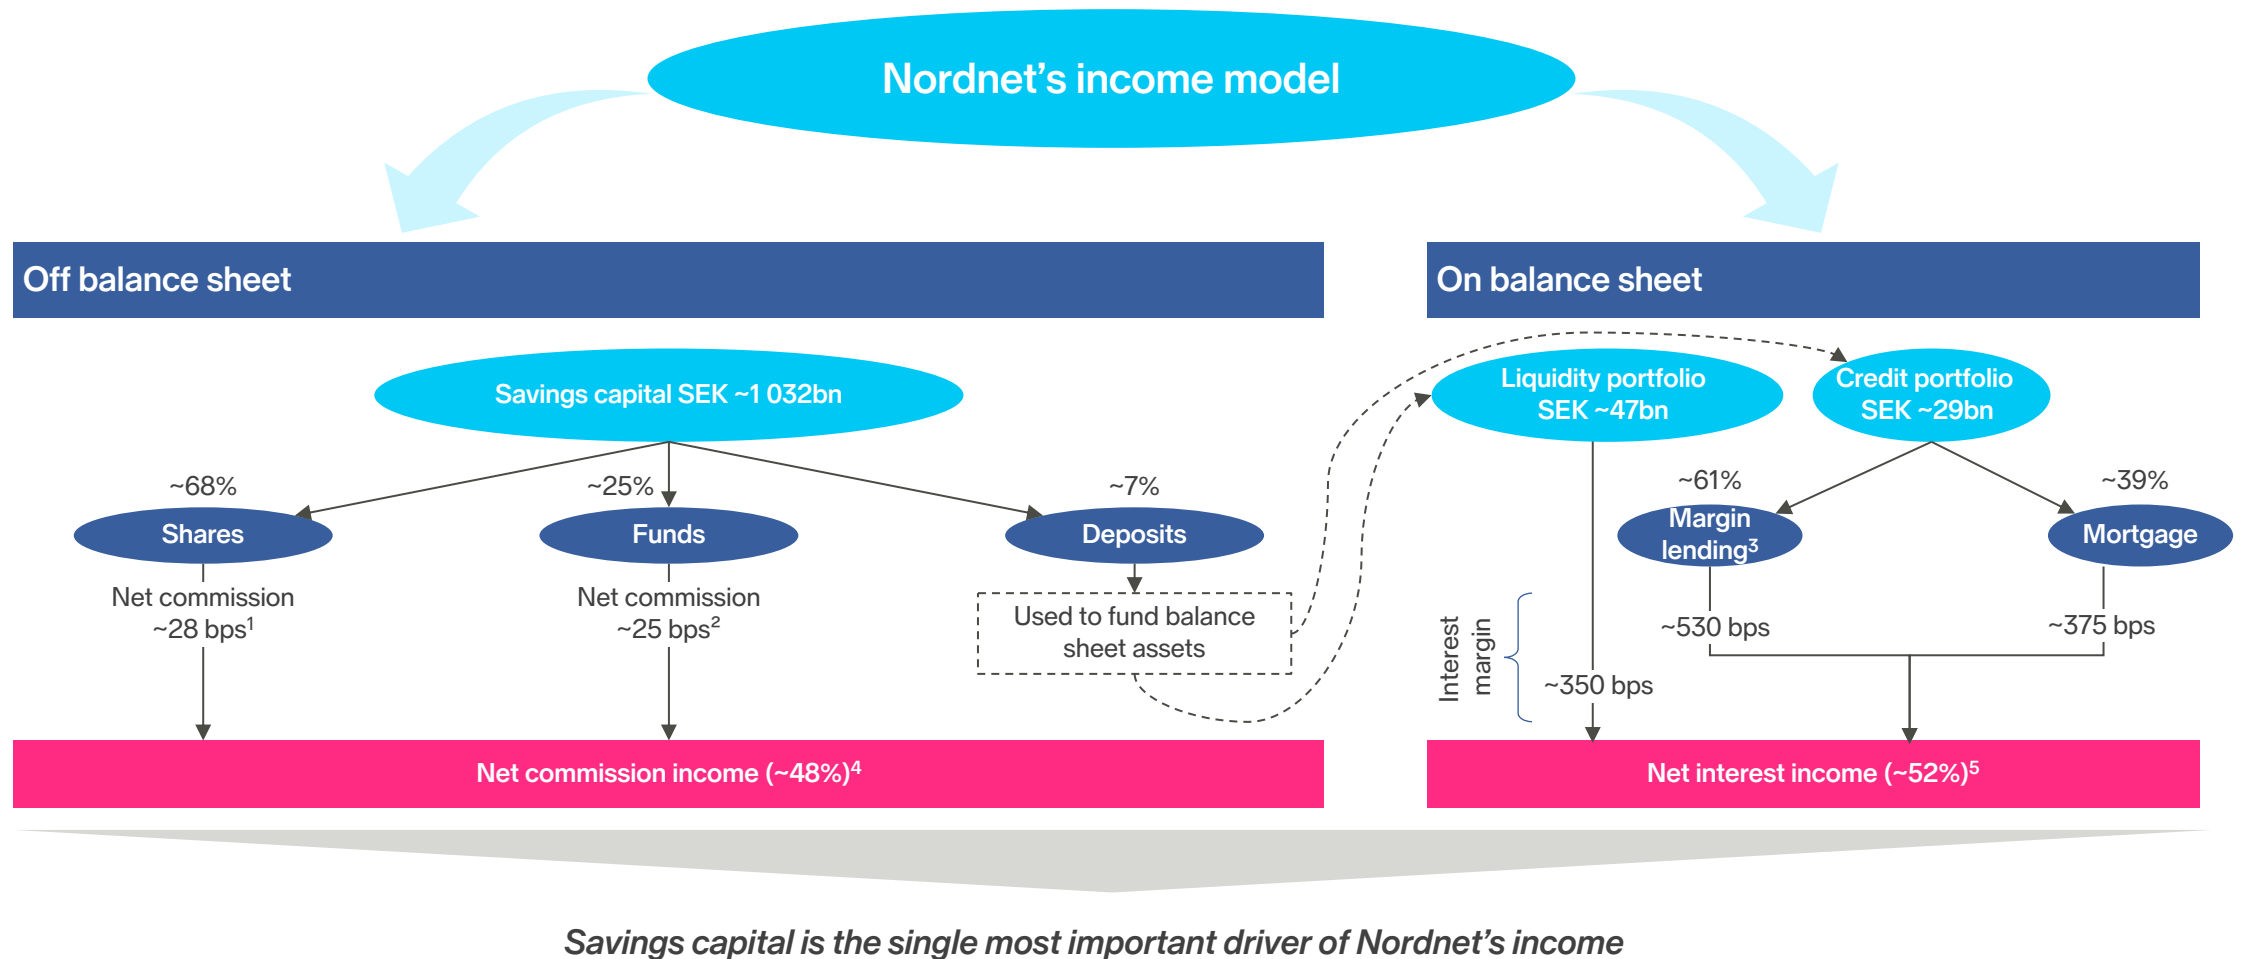 Nordnet's income model
Off balance sheet
On balance sheet
Savings capital SEK ~1 032bn
Liquidity portfolio
SEK ~47bn
Credit portfolio
SEK ~29bn
~68%
~25%
~7%
~61%
~39%
Shares
Funds
Deposits
Margin
lending³
Mortgage
Net commission
~28 bps¹
Net commission
~25 bps²
Used to fund balance
sheet assets
Interest
margin
~350 bps
~530 bps
~375 bps
Net commission income (~48%)⁴
Net interest income (~52%)⁵
Savings capital is the single most important driver of Nordnet's income